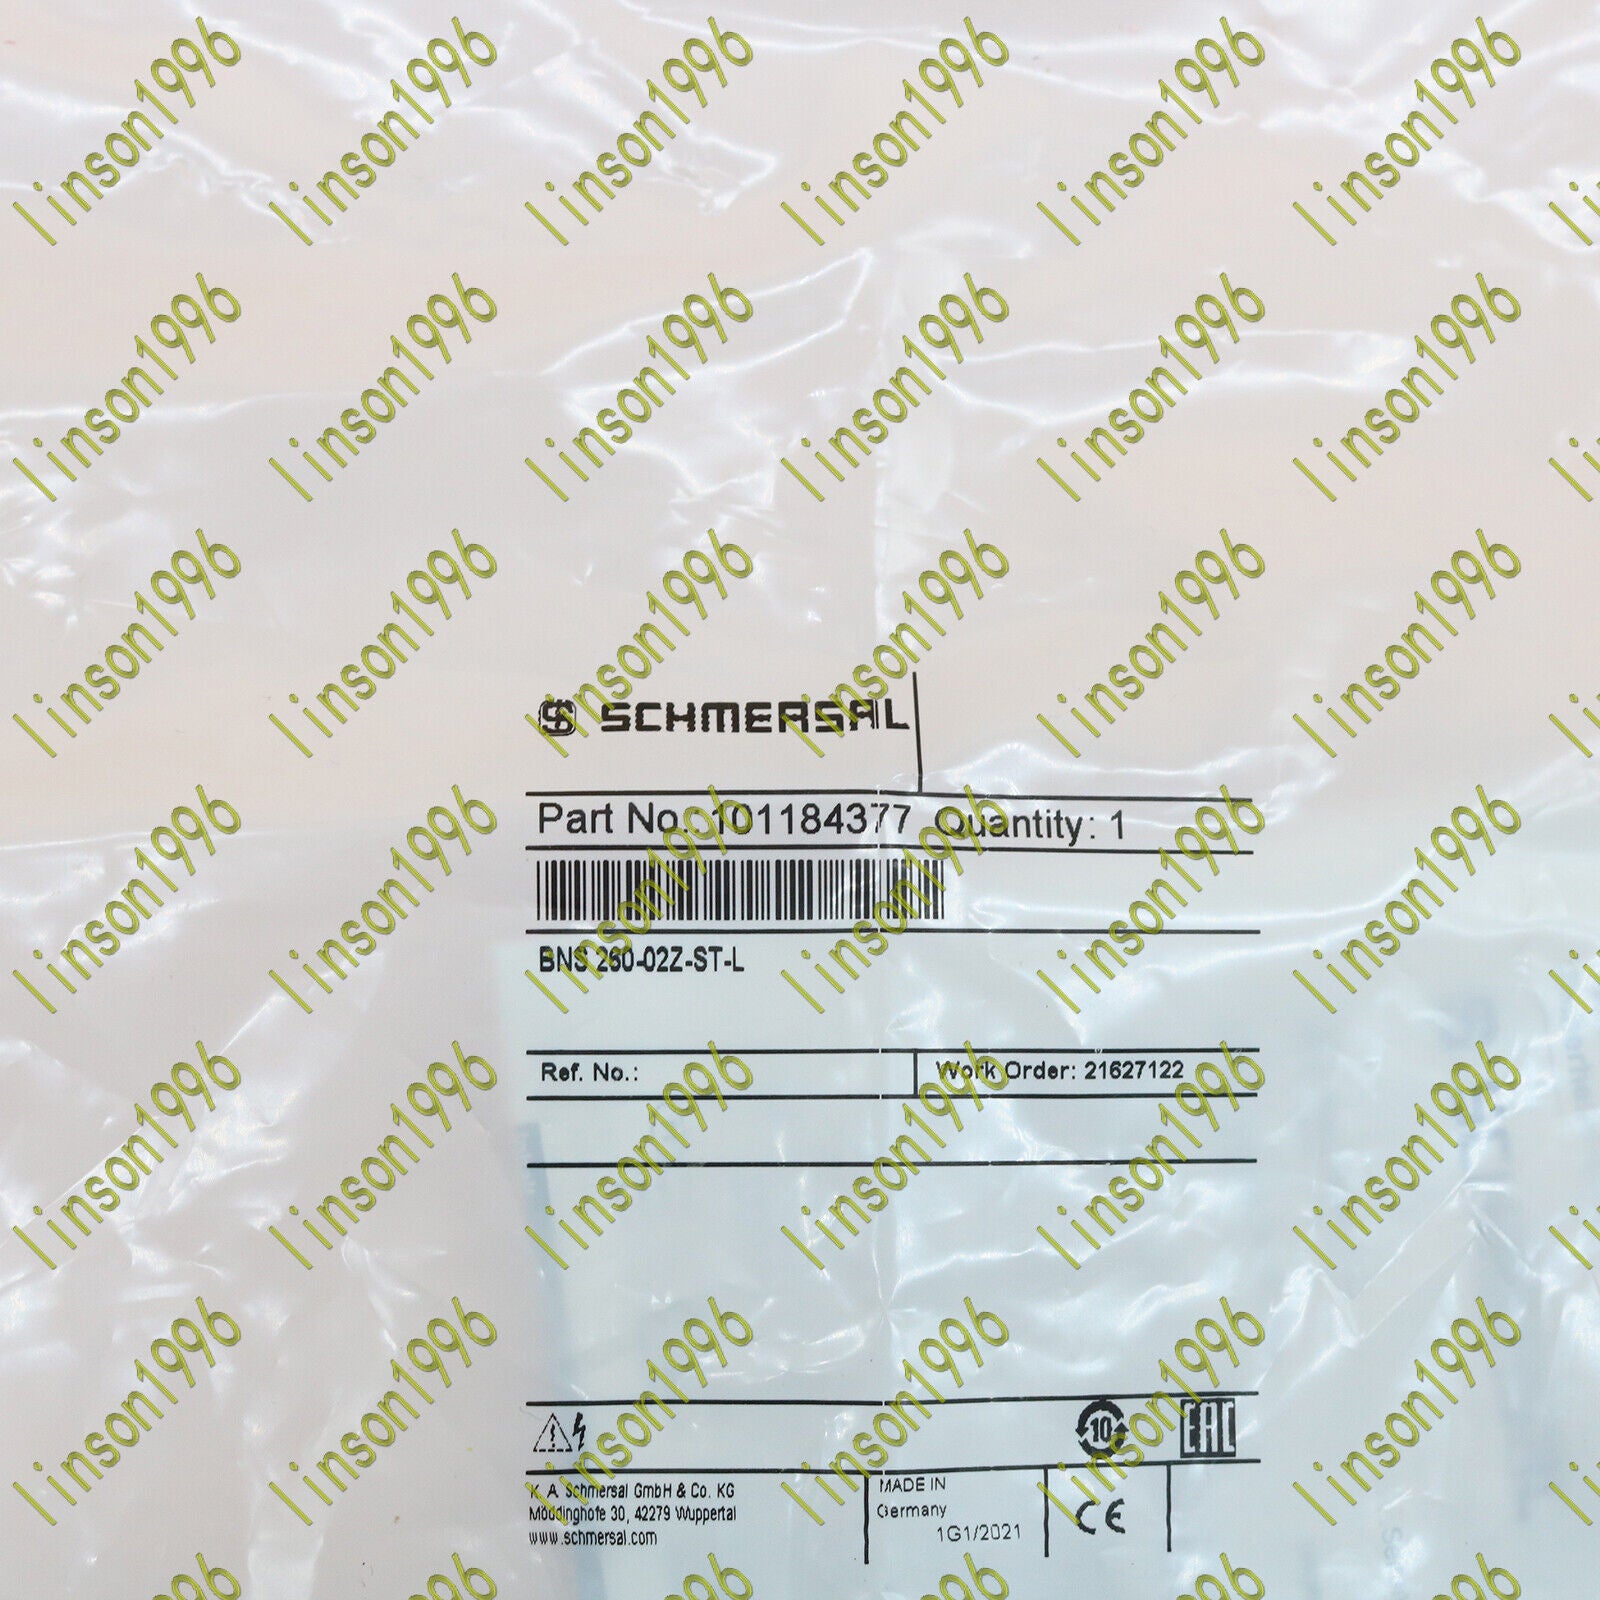 SCHMERSAL
Part No.: 101184377 Quantity: 1
BNS 260-02Z-ST-L
Ref. No.:
Work Order: 21627122
10
EAC
K. A. Schmersal GmbH & Co. KG
Möddinghofe 30, 42279 Wuppertal
www.schmersal.com
MADE IN
Germany
1G1/2021
CE
linson1996